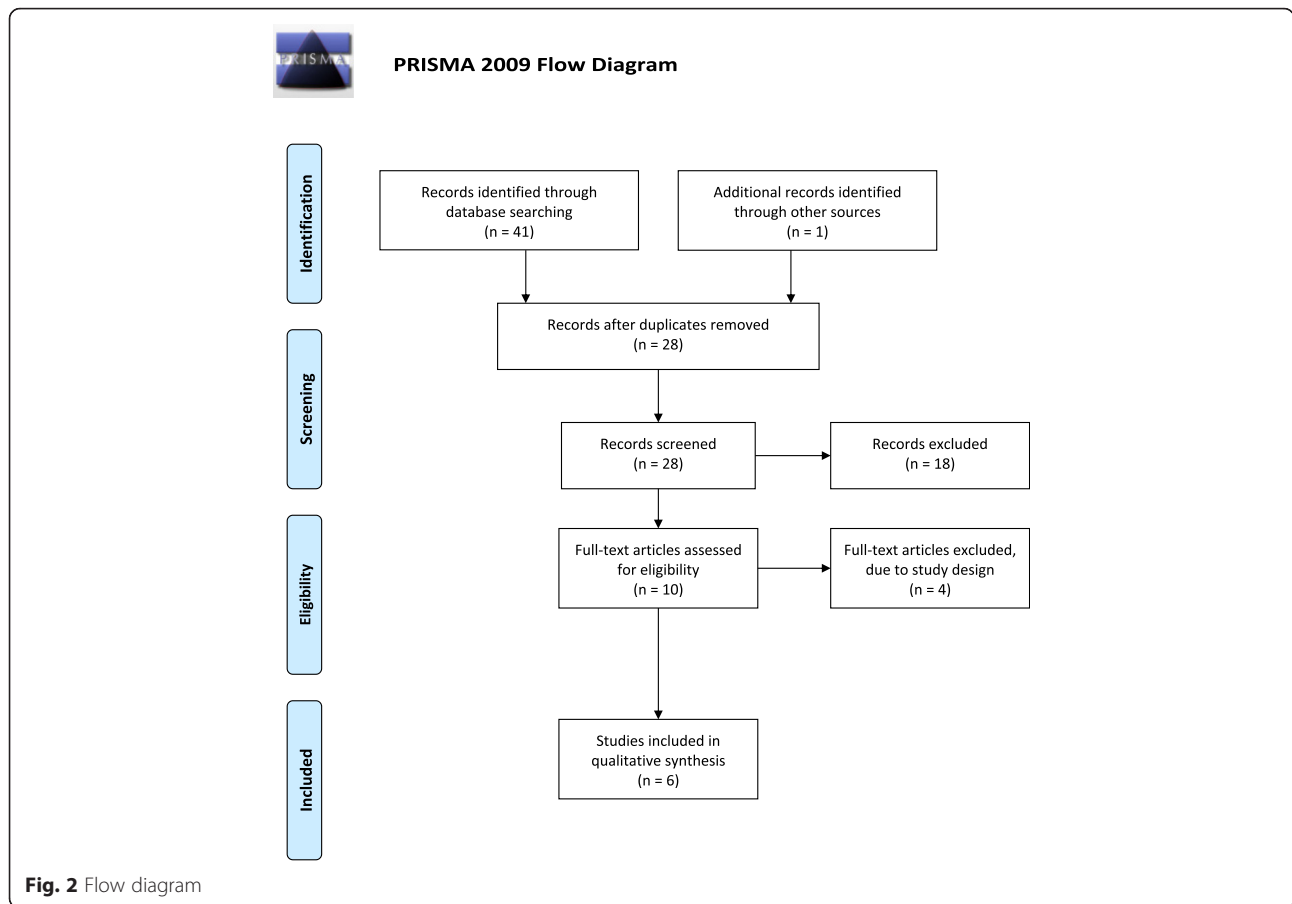 PRISMA
PRISMA 2009 Flow Diagram
Identification
Records identified through
database searching
(n = 41)
Additional records identified
through other sources
(n = 1)
Records after duplicates removed
(n = 28)
Screening
Records screened
(n = 28)
Records excluded
(n = 18)
Eligibility
Full-text articles assessed
for eligibility
(n = 10)
Full-text articles excluded,
due to study design
(n = 4)
Included
Studies included in
qualitative synthesis
(n = 6)
Fig. 2 Flow diagram